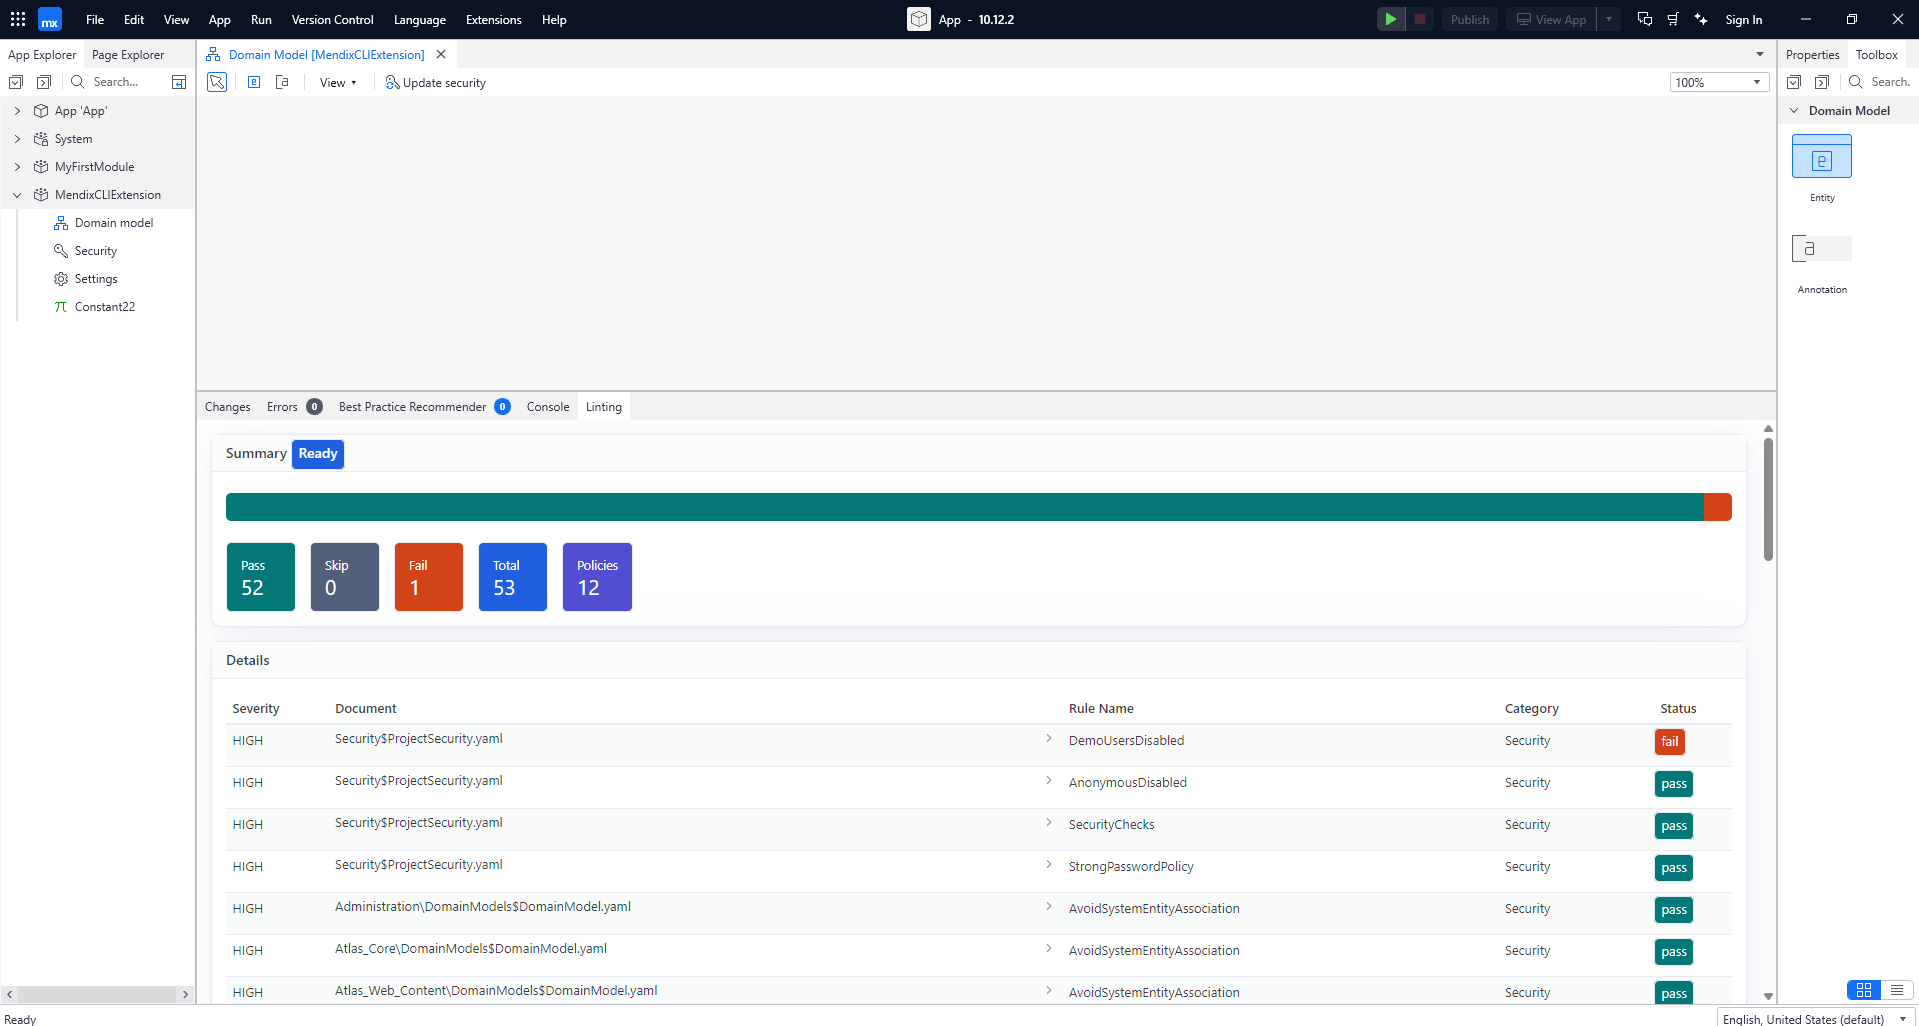 mx File Edit View App Run Version Control Language Extensions Help App - 10.12.2 Publish View App Sign In
App Explorer Page Explorer
Search...
App 'App'
System
MyFirstModule
MendixCLIExtension
Domain model
Security
Settings
Constant22
Domain Model [MendixCLIExtension]
e a View Update security 100%
Changes Errors 0 Best Practice Recommender 0 Console Linting
Summary Ready
Pass Skip Fail Total Policies
52 0 1 53 12
Details
Severity Document Rule Name Category Status
HIGH Security$ProjectSecurity.yaml DemoUsersDisabled Security fail
HIGH Security$ProjectSecurity.yaml AnonymousDisabled Security pass
HIGH Security$ProjectSecurity.yaml SecurityChecks Security pass
HIGH Security$ProjectSecurity.yaml StrongPasswordPolicy Security pass
HIGH Administration\DomainModels$DomainModel.yaml AvoidSystemEntityAssociation Security pass
HIGH Atlas_Core\DomainModels$DomainModel.yaml AvoidSystemEntityAssociation Security pass
HIGH Atlas_Web_Content\DomainModels$DomainModel.yaml AvoidSystemEntityAssociation Security pass
Properties Toolbox
Search.
Domain Model
e
Entity
a
Annotation
Ready English, United States (default)